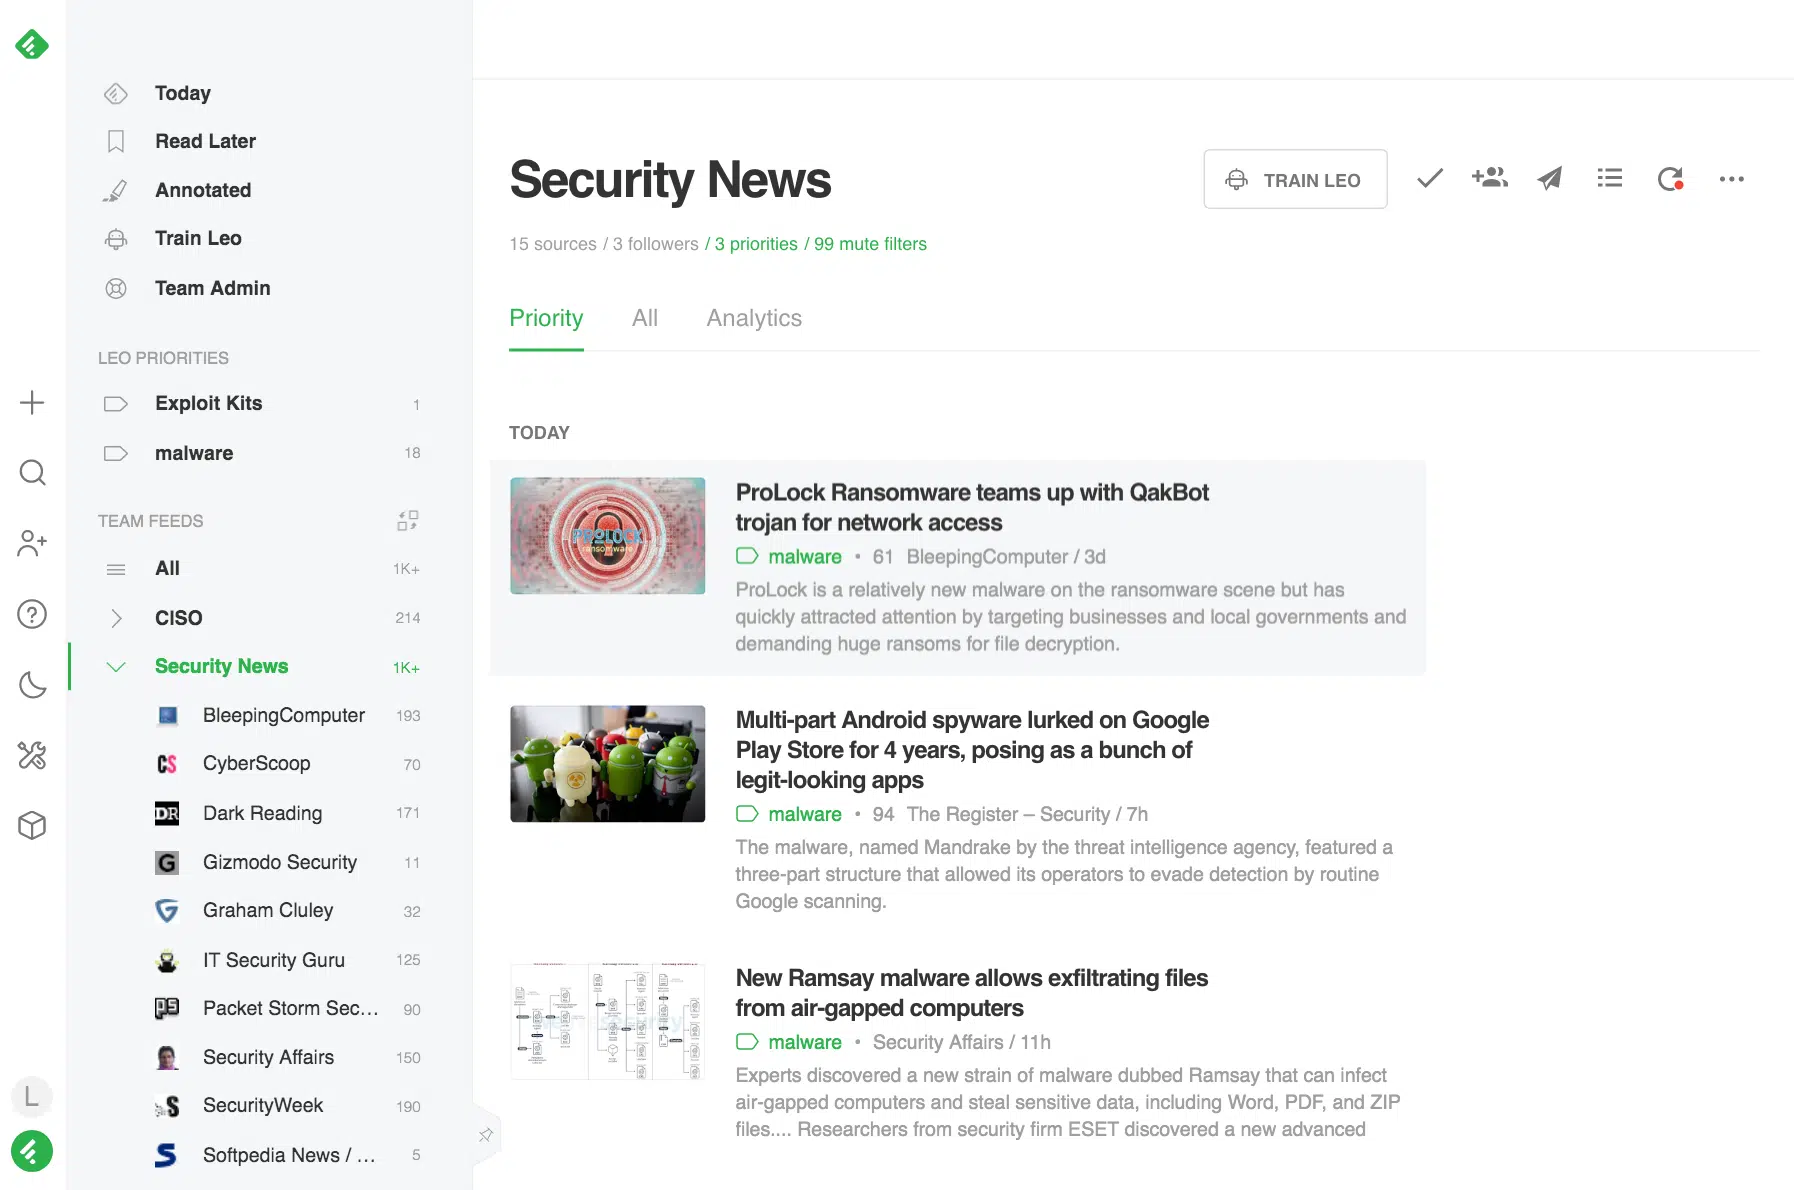 Today
Read Later
Annotated
Train Leo
Team Admin
LEO PRIORITIES
Exploit Kits 1
malware 18
TEAM FEEDS
All 1K+
CISO 214
Security News 1K+
BleepingComputer 193
CS CyberScoop 70
DR Dark Reading 171
G Gizmodo Security 11
Graham Cluley 32
IT Security Guru 125
PS Packet Storm Sec... 90
Security Affairs 150
S SecurityWeek 190
S Softpedia News / ... 5
L
Security News
TRAIN LEO
15 sources / 3 followers / 3 priorities / 99 mute filters
Priority All Analytics
TODAY
PROLOCK
ransomware
ProLock Ransomware teams up with QakBot
trojan for network access
malware • 61 BleepingComputer / 3d
ProLock is a relatively new malware on the ransomware scene but has
quickly attracted attention by targeting businesses and local governments and
demanding huge ransoms for file decryption.
Multi-part Android spyware lurked on Google
Play Store for 4 years, posing as a bunch of
legit-looking apps
malware • 94 The Register – Security / 7h
The malware, named Mandrake by the threat intelligence agency, featured a
three-part structure that allowed its operators to evade detection by routine
Google scanning.
New Ramsay malware allows exfiltrating files
from air-gapped computers
malware • Security Affairs / 11h
Experts discovered a new strain of malware dubbed Ramsay that can infect
air-gapped computers and steal sensitive data, including Word, PDF, and ZIP
files.... Researchers from security firm ESET discovered a new advanced